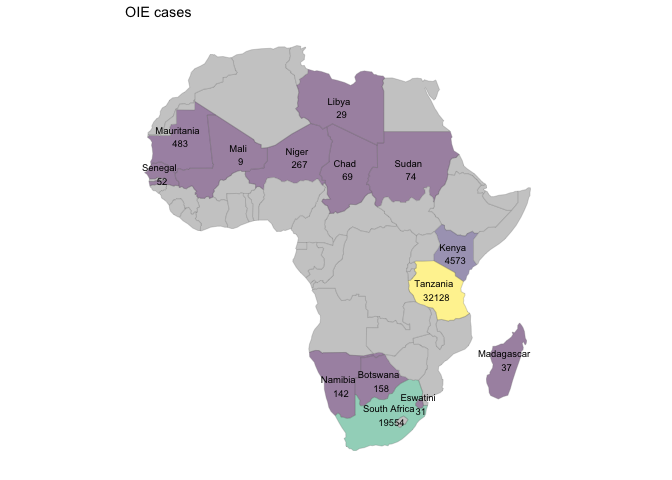 OIE cases
Libya
29
Mauritania
483
Mali
9
Niger
267
Chad
69
Sudan
74
Senegal
52
Kenya
4573
Tanzania
32128
Madagascar
37
Namibia
142
Botswana
158
Eswatini
31
South Africa
19554